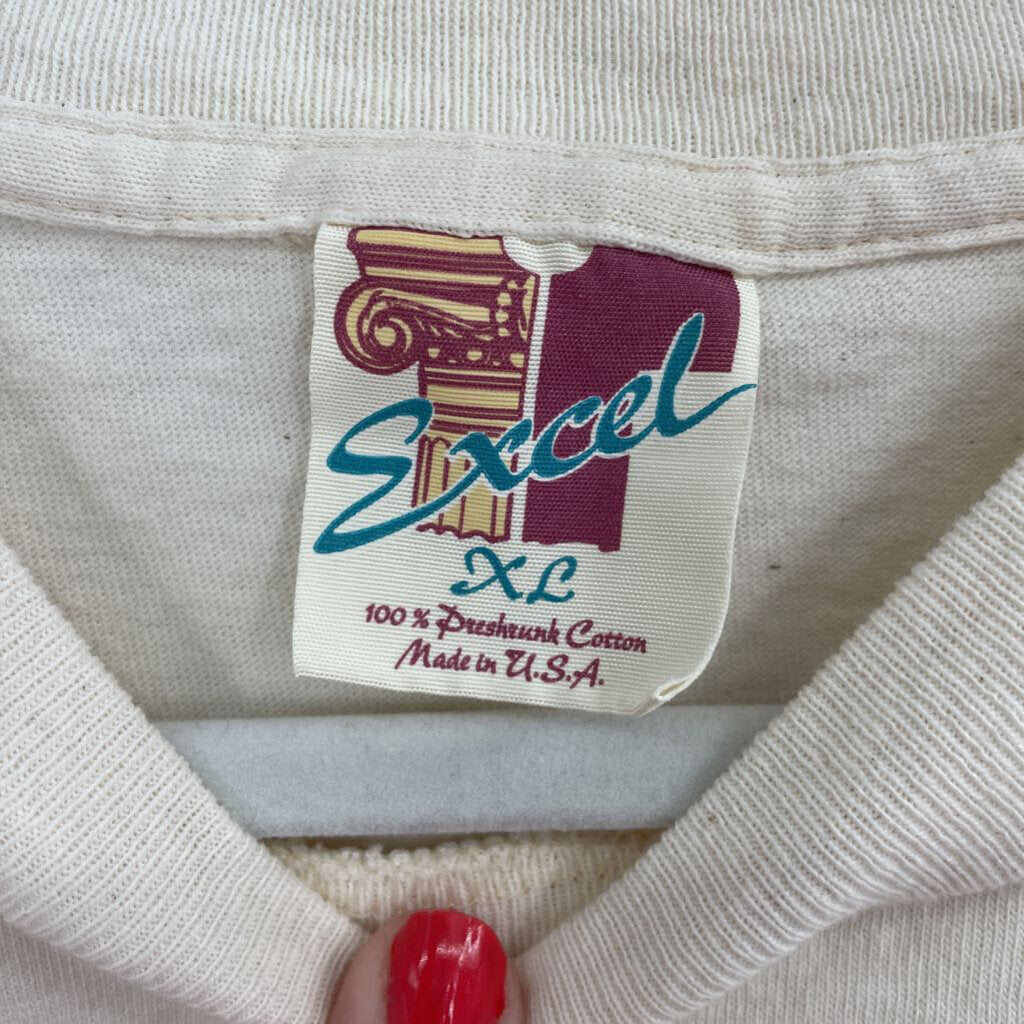 Excel
XL
100 % Preshrunk Cotton
Made in U.S.A.